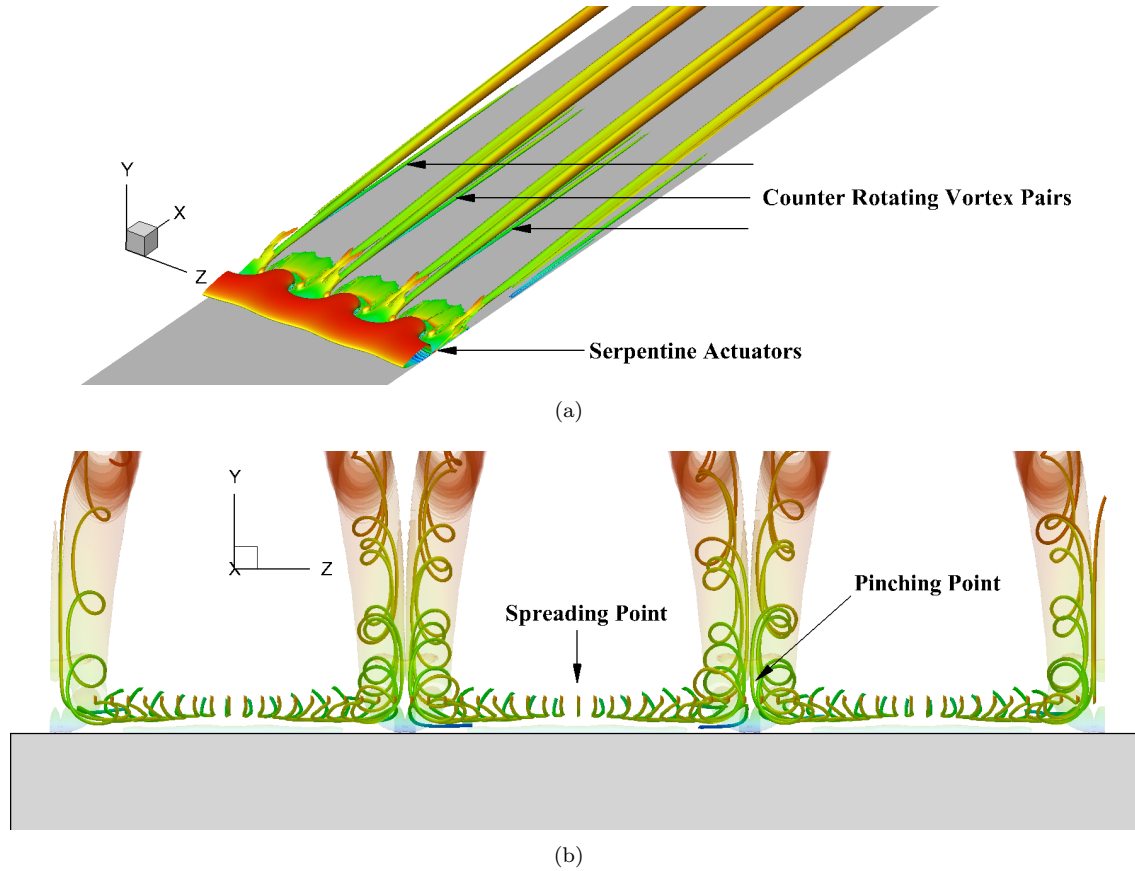 Y
X
Z
Counter Rotating Vortex Pairs
Serpentine Actuators
(a)
Y
X
Z
Pinching Point
Spreading Point
(b)